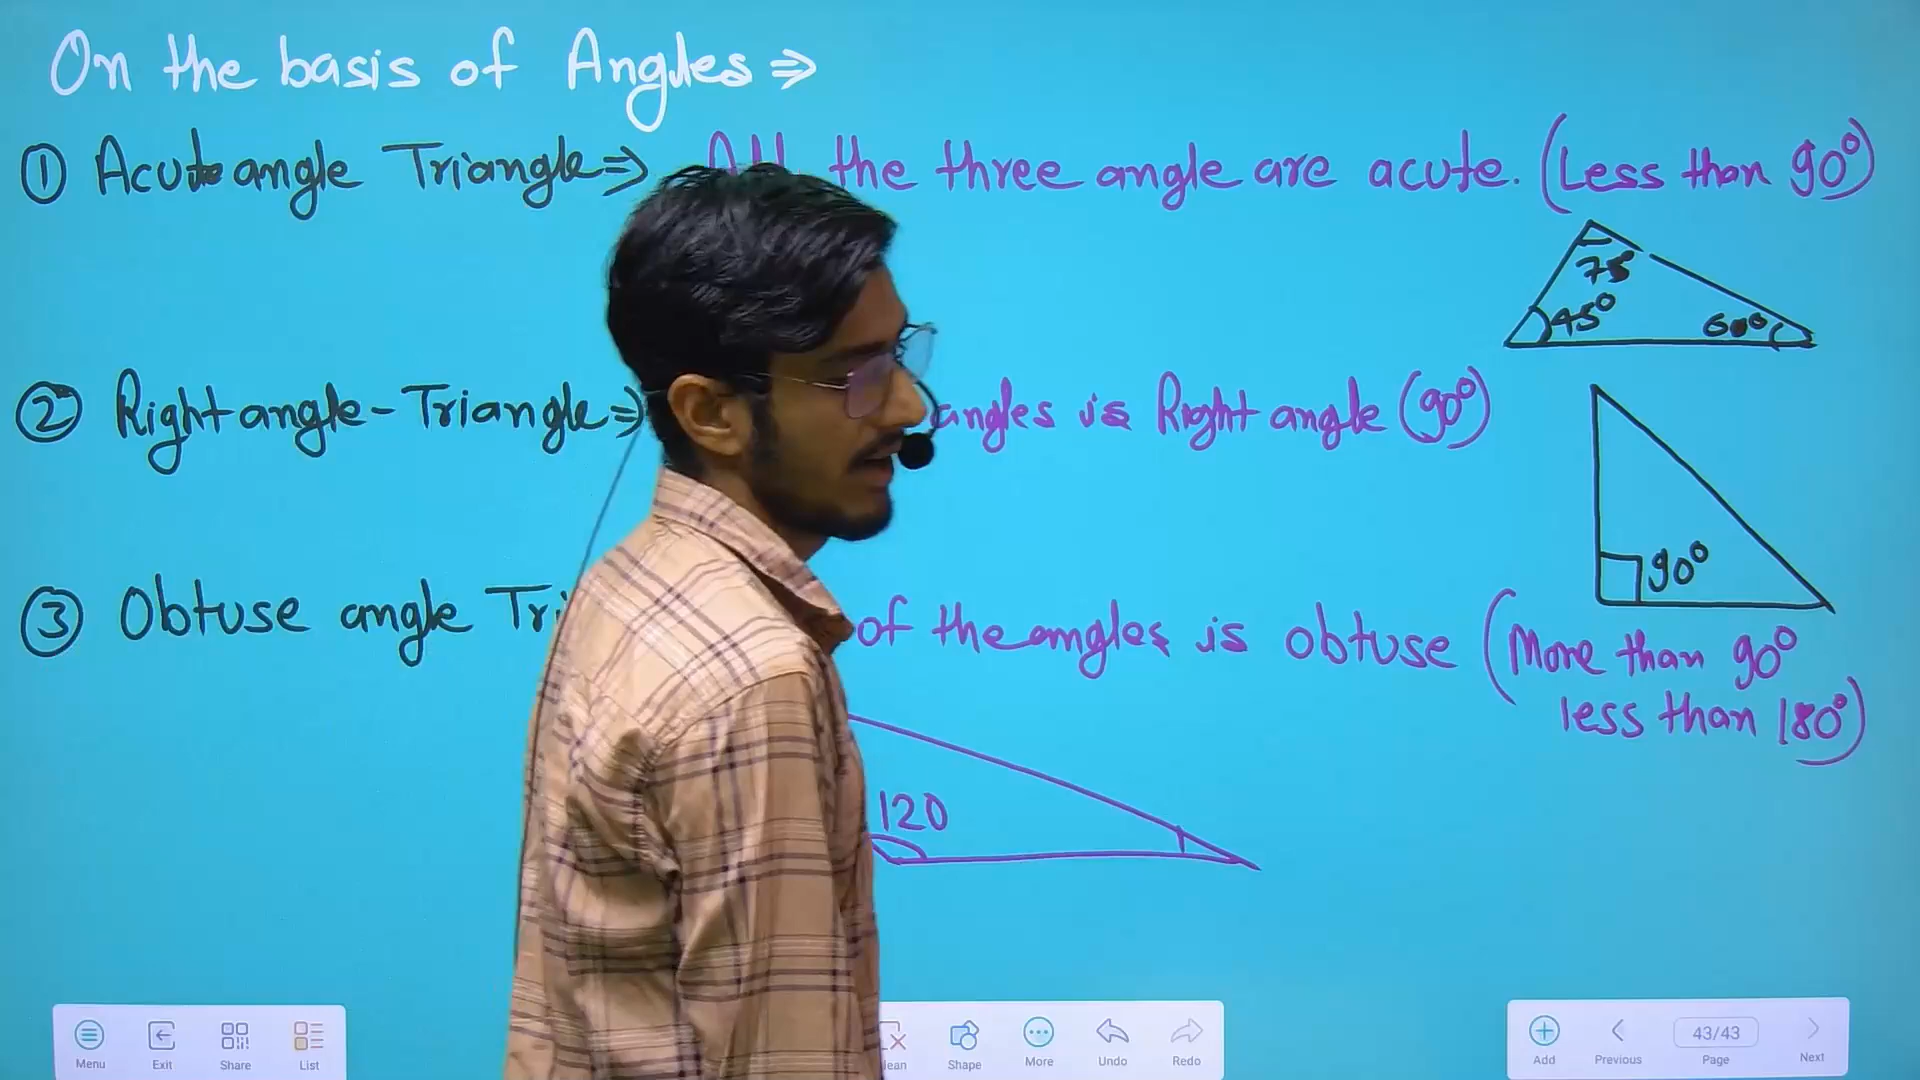 On the basis of Angles ⇒
① Acute angle Triangle ⇒ All the three angle are acute. (Less than 90°)
75°
45° 60°
② Right angle - Triangle ⇒ angles is Right angle (90°)
90°
③ Obtuse angle Tri of the angles is obtuse (More than 90°
less than 180°)
120
Menu Exit Share List Shape More Undo Redo Add Previous 43/43 Page Next